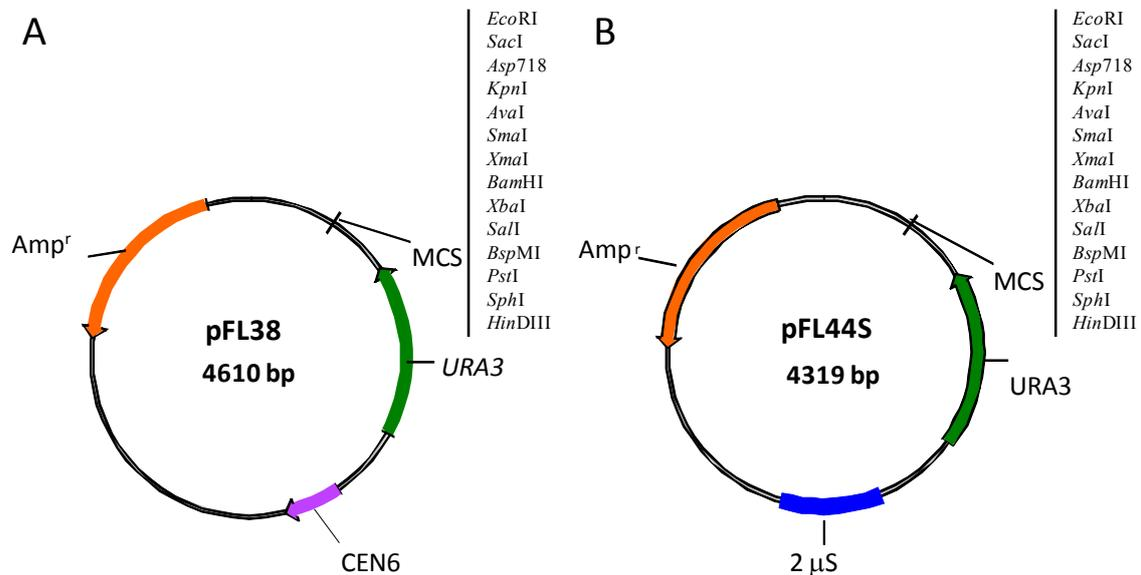 A
EcoRI
SacI
Asp718
KpnI
AvaI
SmaI
XmaI
BamHI
XbaI
SalI
BspMI
PstI
SphI
HinDIII
Ampʳ
MCS
pFL38
4610 bp
URA3
CEN6
B
EcoRI
SacI
Asp718
KpnI
AvaI
SmaI
XmaI
BamHI
XbaI
SalI
BspMI
PstI
SphI
HinDIII
Amp ʳ
MCS
pFL44S
4319 bp
URA3
2 μS